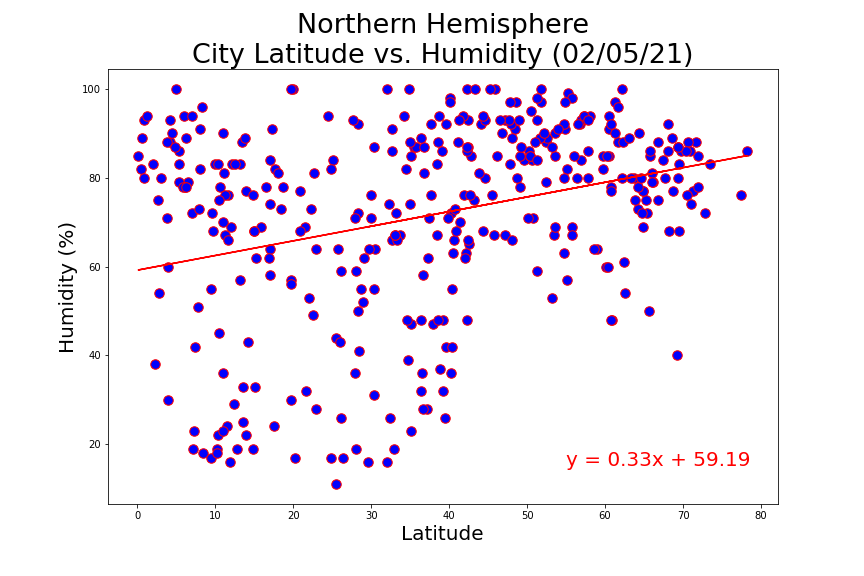 Northern Hemisphere
City Latitude vs. Humidity (02/05/21)
Humidity (%)
100
80
60
40
20
y = 0.33x + 59.19
0 10 20 30 40 50 60 70 80
Latitude